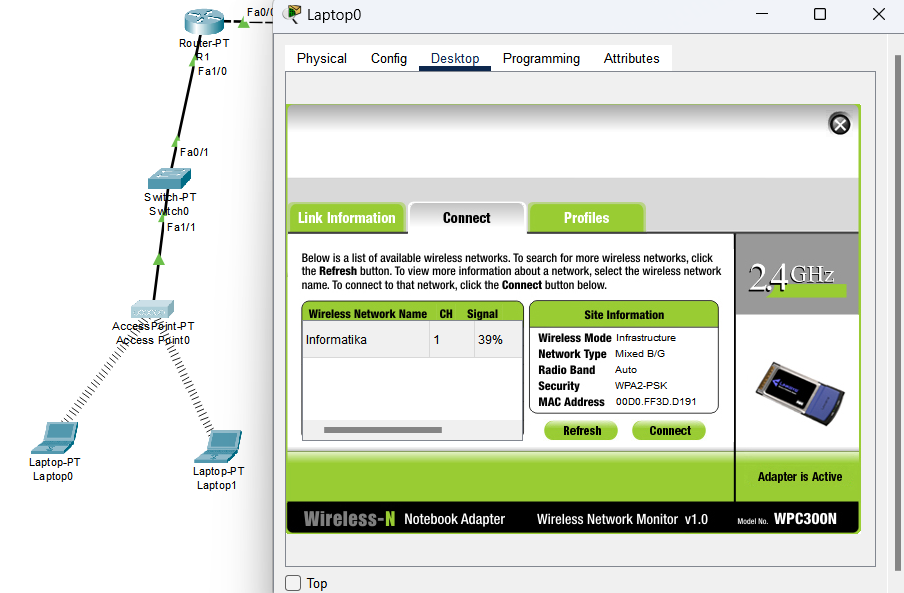 Fa0/0
Router-PT
R1
Fa1/0
Fa0/1
Switch-PT
Switch0
Fa1/1
AccessPoint-PT
Access Point0
Laptop-PT
Laptop0
Laptop-PT
Laptop1
Laptop0
Physical Config Desktop Programming Attributes
Link Information Connect Profiles
Below is a list of available wireless networks. To search for more wireless networks, click
the Refresh button. To view more information about a network, select the wireless network
name. To connect to that network, click the Connect button below.
2.4GHz
Wireless Network Name CH Signal
Informatika 1 39%
Site Information
Wireless Mode Infrastructure
Network Type Mixed B/G
Radio Band Auto
Security WPA2-PSK
MAC Address 00D0.FF3D.D191
Refresh Connect
Adapter is Active
Wireless-N Notebook Adapter Wireless Network Monitor v1.0 Model No. WPC300N
Top